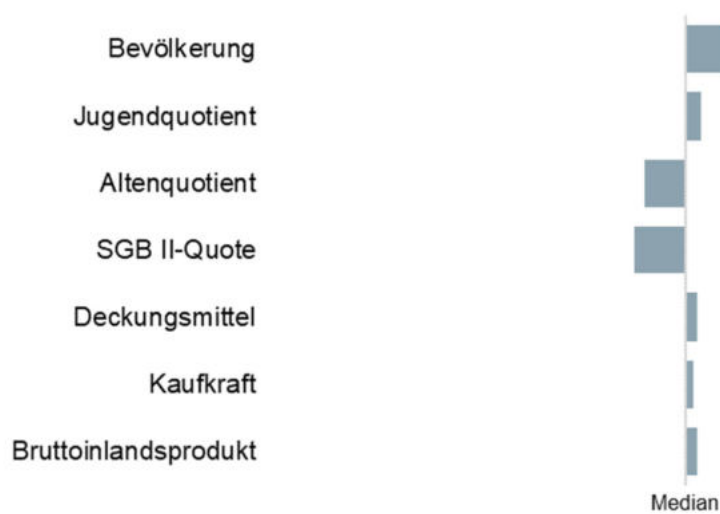 Bevölkerung
Jugendquotient
Altenquotient
SGB II-Quote
Deckungsmittel
Kaufkraft
Bruttoinlandsprodukt
Median